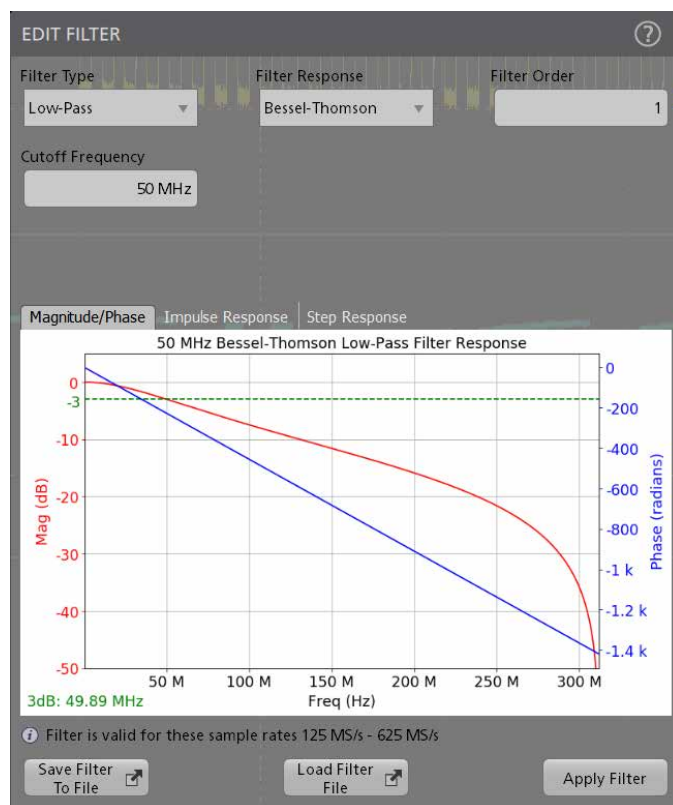 EDIT FILTER
?
Filter Type
Filter Response
Filter Order
Low-Pass
Bessel-Thomson
1
Cutoff Frequency
50 MHz
Magnitude/Phase
Impulse Response
Step Response
50 MHz Bessel-Thomson Low-Pass Filter Response
0
-3
-10
-20
-30
-40
-50
Mag (dB)
0
-200
-400
-600
-800
-1 k
-1.2 k
-1.4 k
Phase (radians)
50 M
100 M
150 M
200 M
250 M
300 M
3dB: 49.89 MHz
Freq (Hz)
i Filter is valid for these sample rates 125 MS/s - 625 MS/s
Save Filter
To File
Load Filter
File
Apply Filter